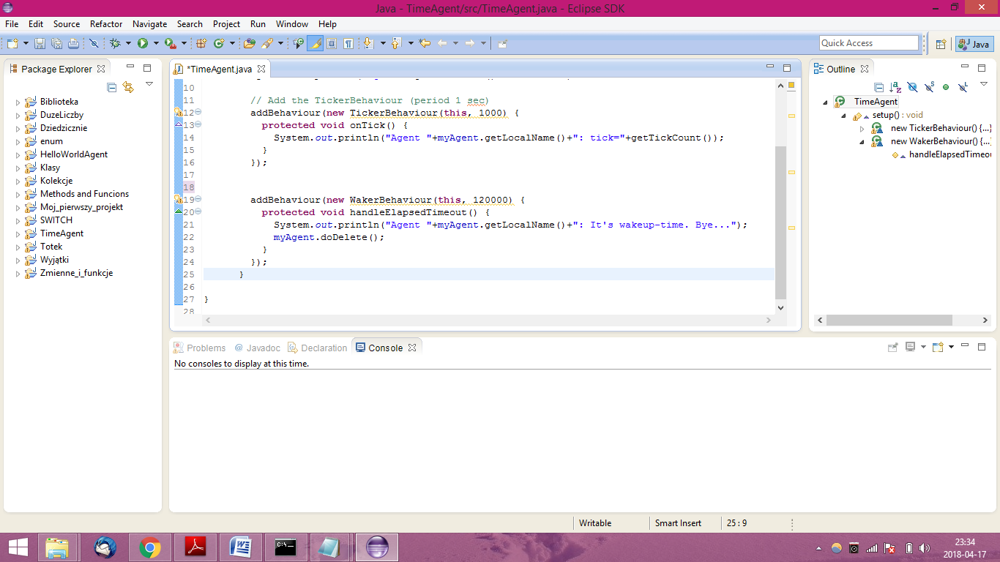 Java - TimeAgent/src/TimeAgent.java - Eclipse SDK
File Edit Source Refactor Navigate Search Project Run Window Help
Quick Access
Java
Package Explorer
Biblioteka
DuzeLiczby
Dziedzicznie
enum
HelloWorldAgent
Klasy
Kolekcje
Methods and Funcions
Moj_pierwszy_projekt
SWITCH
TimeAgent
Totek
Wyjątki
Zmienne_i_funkcje
*TimeAgent.java
10
11 // Add the TickerBehaviour (period 1 sec)
12 addBehaviour(new TickerBehaviour(this, 1000) {
13 protected void onTick() {
14 System.out.println("Agent "+myAgent.getLocalName()+": tick="+getTickCount());
15 }
16 });
17
18
19 addBehaviour(new WakerBehaviour(this, 120000) {
20 protected void handleElapsedTimeout() {
21 System.out.println("Agent "+myAgent.getLocalName()+": It's wakeup-time. Bye...");
22 myAgent.doDelete();
23 }
24 });
25 }
26
27 }
28
Outline
TimeAgent
setup() : void
new TickerBehaviour() {...}
new WakerBehaviour() {...}
handleElapsedTimeou
Problems @ Javadoc Declaration Console
No consoles to display at this time.
Writable Smart Insert 25 : 9
23:34
2018-04-17